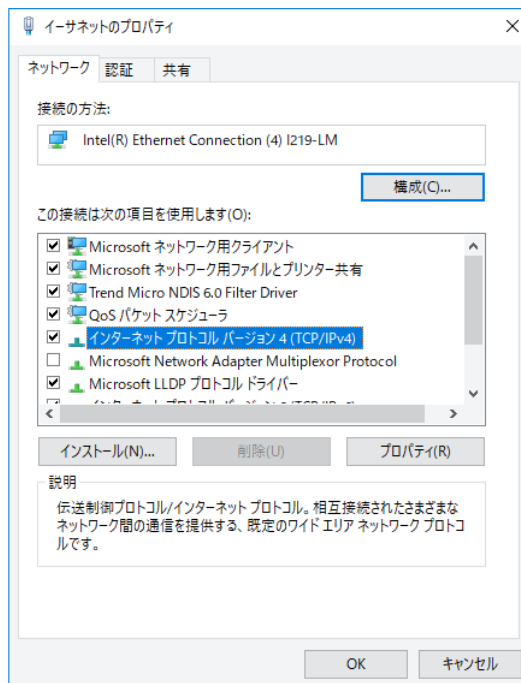 イーサネットのプロパティ
ネットワーク 認証 共有
接続の方法:
Intel(R) Ethernet Connection (4) I219-LM
構成(C)...
この接続は次の項目を使用します(O):
Microsoft ネットワーク用クライアント
Microsoft ネットワーク用ファイルとプリンター共有
Trend Micro NDIS 6.0 Filter Driver
QoS パケット スケジューラ
インターネット プロトコル バージョン 4 (TCP/IPv4)
Microsoft Network Adapter Multiplexor Protocol
Microsoft LLDP プロトコル ドライバー
インストール(N)... 削除(U) プロパティ(R)
説明
伝送制御プロトコル/インターネット プロトコル。相互接続されたさまざまな
ネットワーク間の通信を提供する、既定のワイド エリア ネットワーク プロトコ
ルです。
OK キャンセル